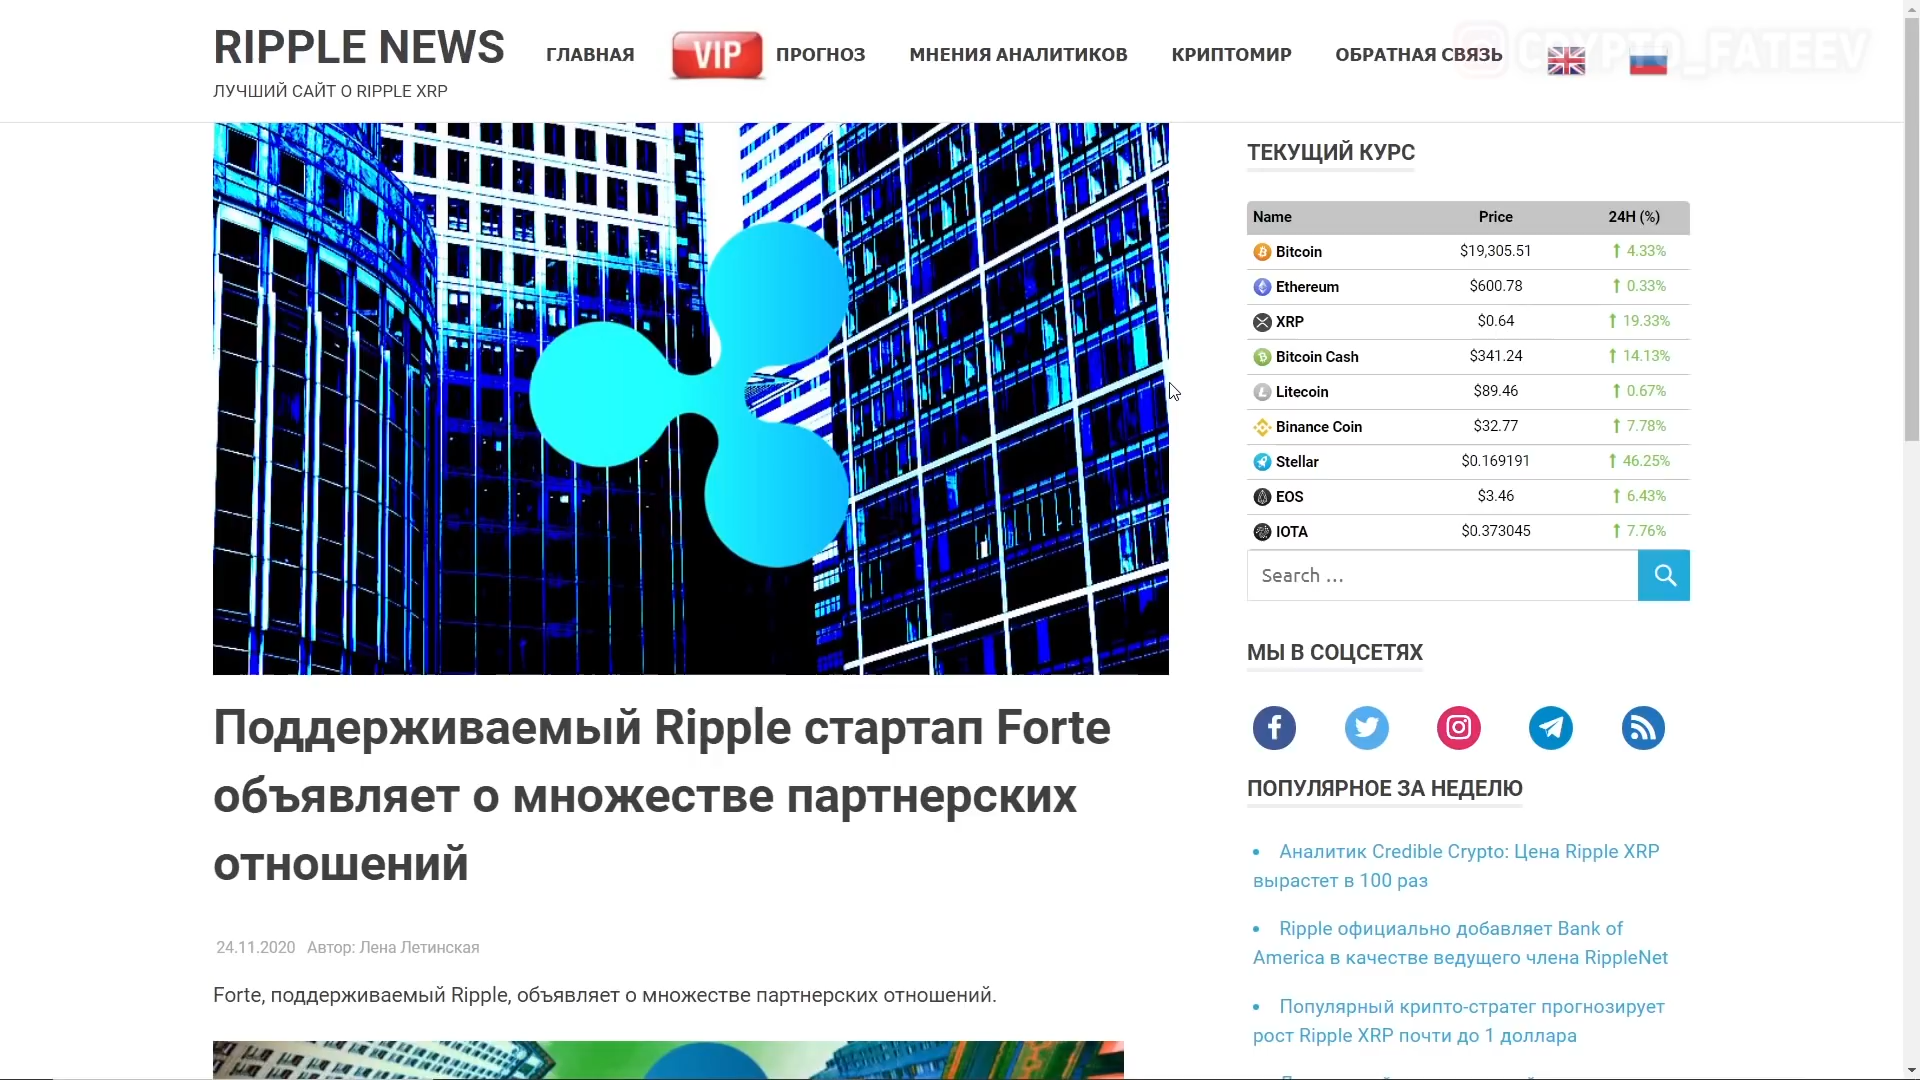 RIPPLE NEWS
ЛУЧШИЙ САЙТ О RIPPLE XRP
ГЛАВНАЯ
VIP ПРОГНОЗ
МНЕНИЯ АНАЛИТИКОВ
КРИПТОМИР
ОБРАТНАЯ СВЯЗЬ
CRYPTO_FATEEV
Поддерживаемый Ripple стартап Forte
объявляет о множестве партнерских
отношений
24.11.2020 Автор: Лена Летинская
Forte, поддерживаемый Ripple, объявляет о множестве партнерских отношений.
ТЕКУЩИЙ КУРС
Name Price 24H (%)
Bitcoin $19,305.51 ↑ 4.33%
Ethereum $600.78 ↑ 0.33%
XRP $0.64 ↑ 19.33%
Bitcoin Cash $341.24 ↑ 14.13%
Litecoin $89.46 ↑ 0.67%
Binance Coin $32.77 ↑ 7.78%
Stellar $0.169191 ↑ 46.25%
EOS $3.46 ↑ 6.43%
IOTA $0.373045 ↑ 7.76%
Search ...
МЫ В СОЦСЕТЯХ
ПОПУЛЯРНОЕ ЗА НЕДЕЛЮ
• Аналитик Credible Crypto: Цена Ripple XRP
вырастет в 100 раз
• Ripple официально добавляет Bank of
America в качестве ведущего члена RippleNet
• Популярный крипто-стратег прогнозирует
рост Ripple XRP почти до 1 доллара